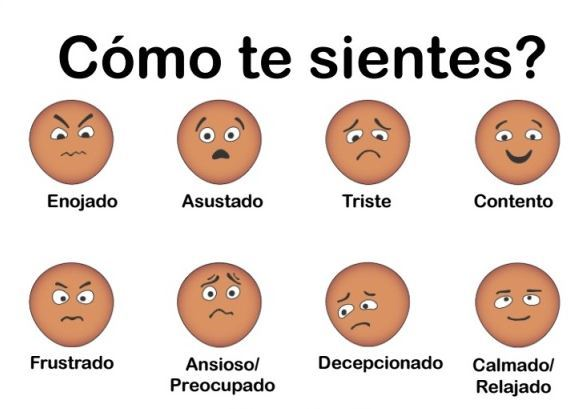 Cómo te sientes?
Enojado
Asustado
Triste
Contento
Frustrado
Ansioso/
Preocupado
Decepcionado
Calmado/
Relajado